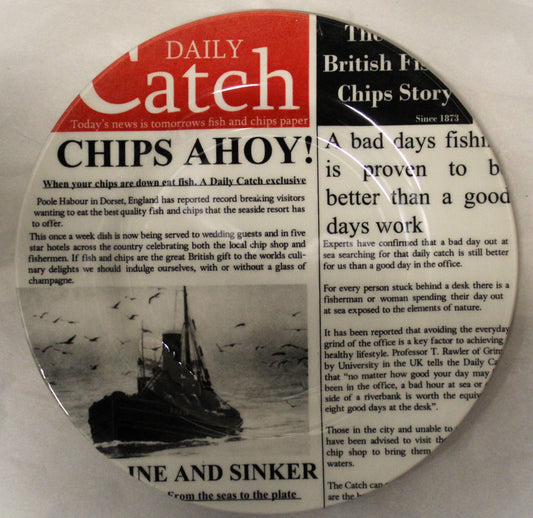 DAILY
Catch
Today's news is tomorrows fish and chips paper
CHIPS AHOY!
When your chips are down eat fish. A Daily Catch exclusive
Poole Habour in Dorset, England has reported record breaking visitors
wanting to eat the best quality fish and chips that the seaside resort has
to offer.
This once a week dish is now being served to wedding guests and in five
star hotels across the country celebrating both the local chip shop and
fishermen. If fish and chips are the great British gift to the worlds culi-
nary delights we should indulge ourselves, with or without a glass of
champagne.
INE AND SINKER
From the seas to the plate
The
British Fis
Chips Story
Since 1873
A bad days fishin
is proven to b
better than a good
days work
Experts have confirmed that a bad day out at
sea searching for that daily catch is still better
for us than a good day in the office.
For every person stuck behind a desk there is a
fisherman or woman spending their day out
at sea exposed to the elements of nature.
It has been reported that avoiding the everyday
grind of the office is a key factor to achieving
healthy lifestyle. Professor T. Rawler of Grim
by University in the UK tells the Daily Ca
that "no matter how good your day may
been in the office, a bad hour at sea or
side of a riverbank is worth the equiv
eight good days at the desk".
Those in the city and unable to
have been advised to visit the
chip shop to bring them
waters.
The Catch can
are the